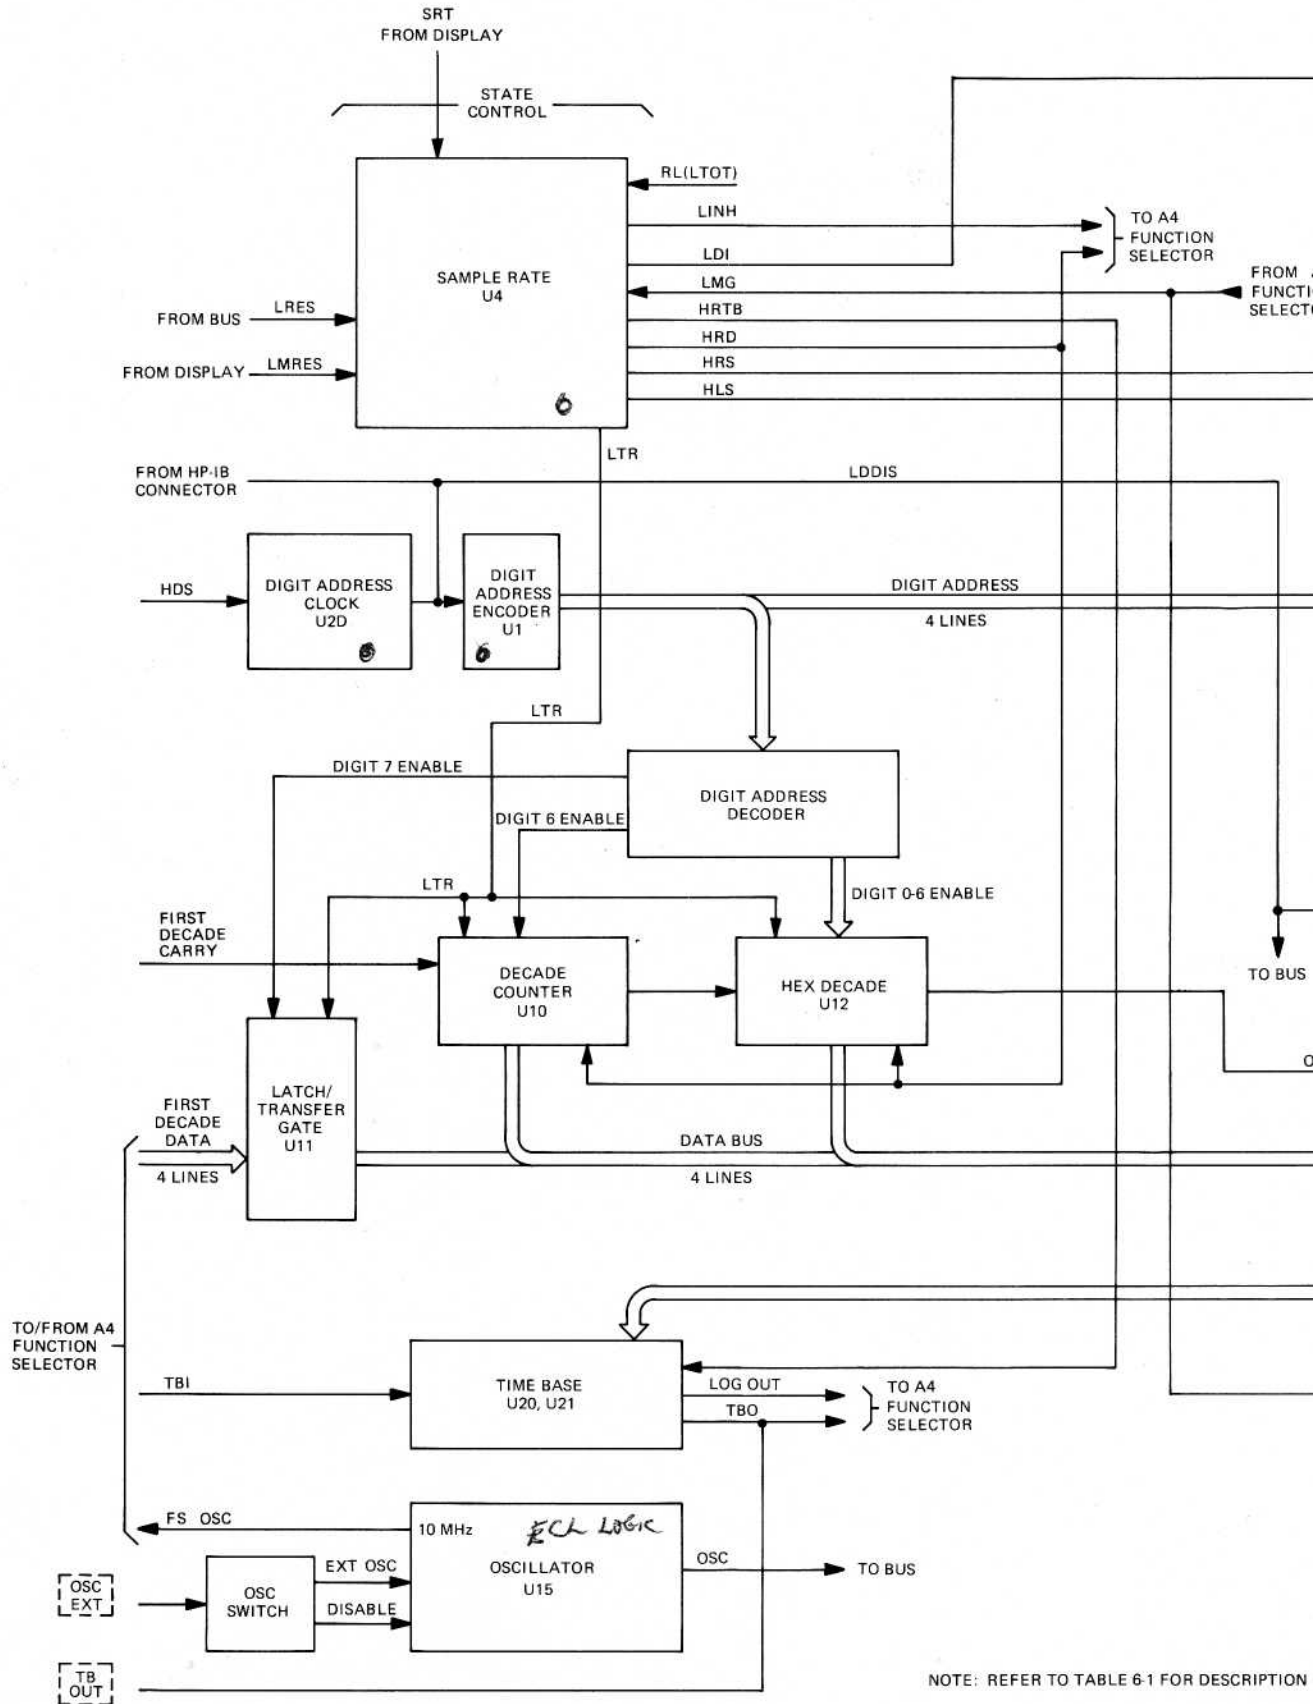 SRT
FROM DISPLAY
STATE
CONTROL
RL(LTOT)
LINH
TO A4
FUNCTION
SELECTOR
LDI
SAMPLE RATE
U4
LMG
FROM
FUNCTI
SELECT
FROM BUS
LRES
HRTB
HRD
FROM DISPLAY
LMRES
HRS
HLS
6
LTR
FROM HP-IB
CONNECTOR
LDDIS
HDS
DIGIT ADDRESS
CLOCK
U2D
DIGIT
ADDRESS
ENCODER
U1
6
DIGIT ADDRESS
4 LINES
LTR
DIGIT 7 ENABLE
DIGIT ADDRESS
DECODER
DIGIT 6 ENABLE
LTR
DIGIT 0-6 ENABLE
FIRST
DECADE
CARRY
DECADE
COUNTER
U10
HEX DECADE
U12
TO BUS
O
LATCH/
TRANSFER
GATE
U11
FIRST
DECADE
DATA
4 LINES
DATA BUS
4 LINES
TO/FROM A4
FUNCTION
SELECTOR
TBI
TIME BASE
U20, U21
LOG OUT
TBO
TO A4
FUNCTION
SELECTOR
FS OSC
10 MHz
ECL LOGIC
OSCILLATOR
U15
OSC
TO BUS
OSC
EXT
OSC
SWITCH
EXT OSC
DISABLE
TB
OUT
NOTE: REFER TO TABLE 6-1 FOR DESCRIPTION